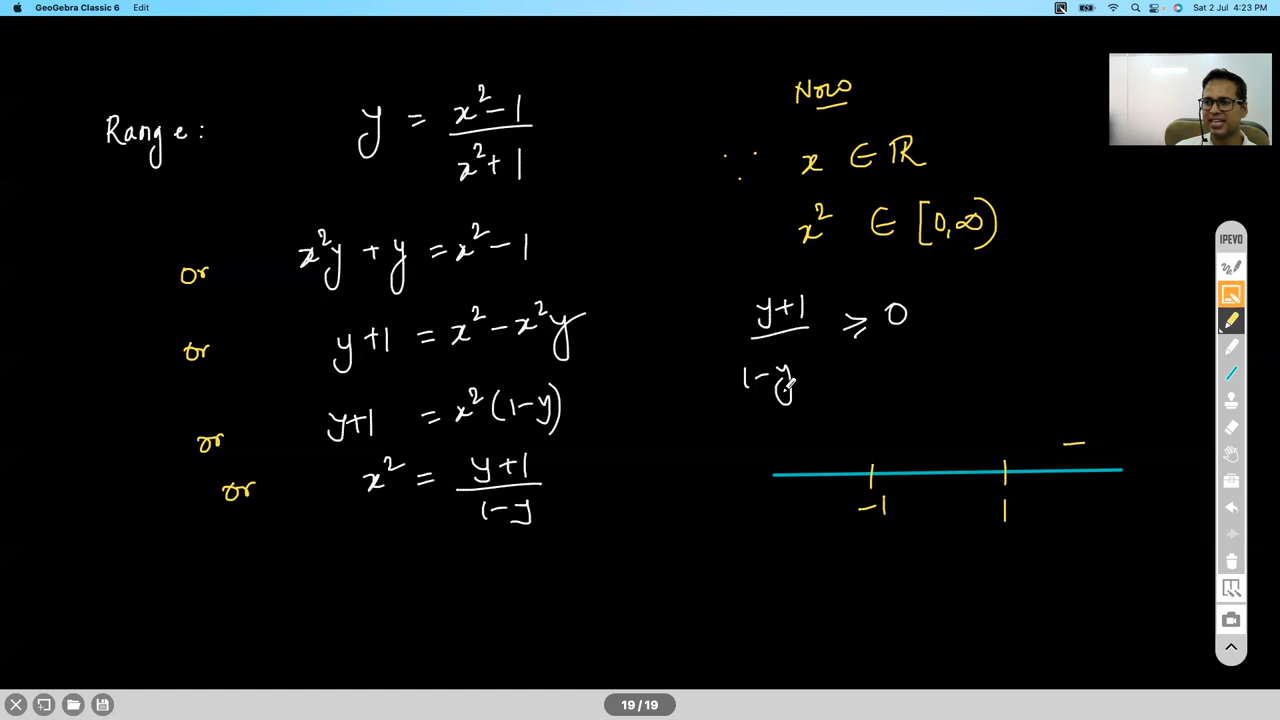 GeoGebra Classic 6 Edit
Sat 2 Jul 4:23 PM
Range: y = (x²-1)/(x²+1)
or x²y + y = x² - 1
or y+1 = x² - x²y
or y+1 = x²(1-y)
or x² = (y+1)/(1-y)
Now
∵ x ∈ ℝ
x² ∈ [0,∞)
(y+1)/(1-y) ⩾ 0
−
-1 1
IPEVO
19 / 19